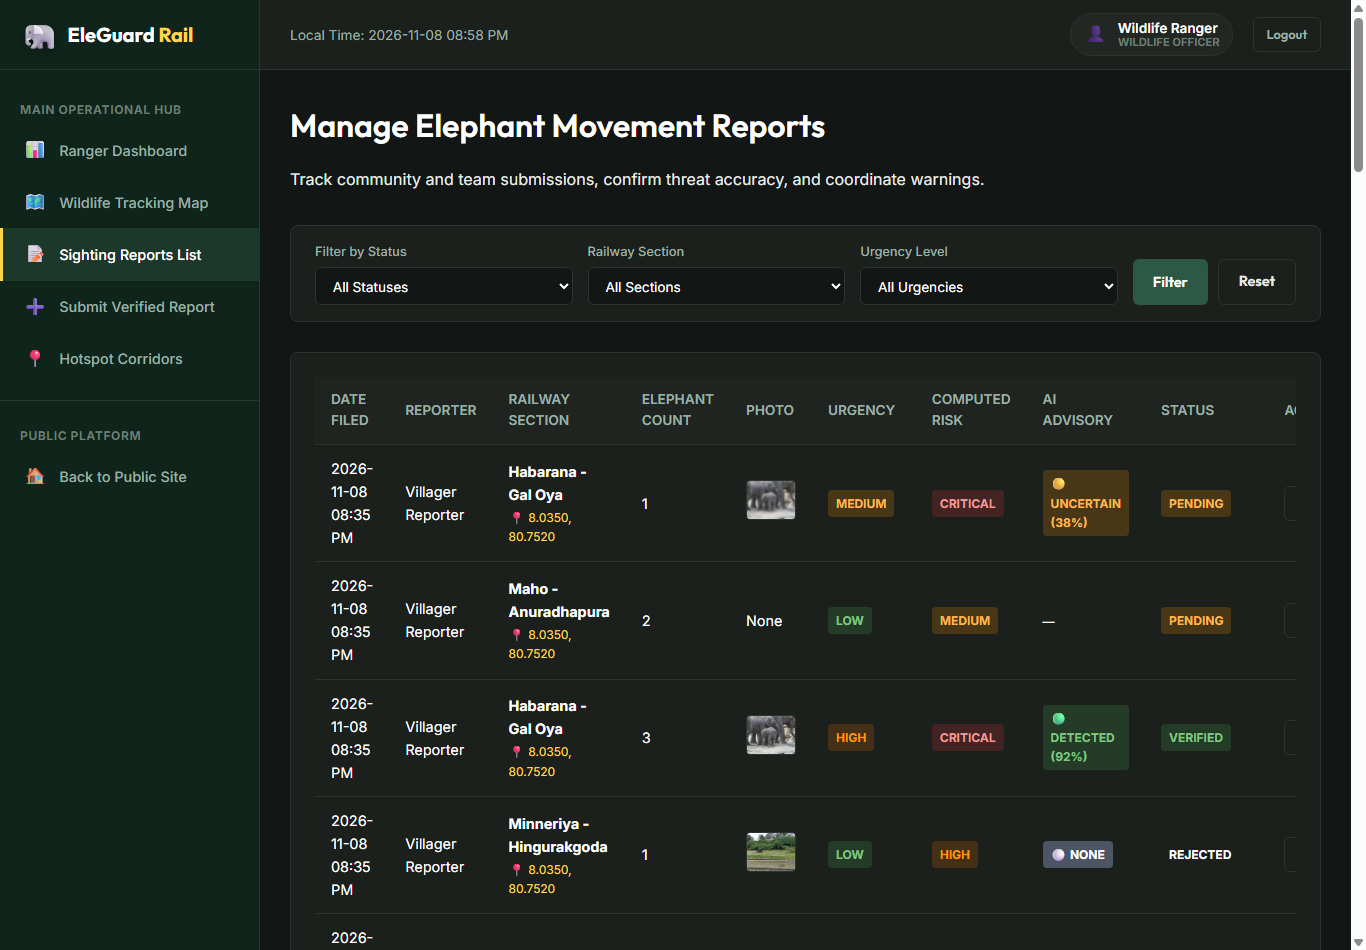 EleGuard Rail
Local Time: 2026-11-08 08:58 PM
Wildlife Ranger
WILDLIFE OFFICER
Logout
MAIN OPERATIONAL HUB
Ranger Dashboard
Wildlife Tracking Map
Sighting Reports List
Submit Verified Report
Hotspot Corridors
PUBLIC PLATFORM
Back to Public Site
Manage Elephant Movement Reports
Track community and team submissions, confirm threat accuracy, and coordinate warnings.
Filter by Status
Railway Section
Urgency Level
All Statuses
All Sections
All Urgencies
Filter
Reset
DATE
FILED
REPORTER
RAILWAY
SECTION
ELEPHANT
COUNT
PHOTO
URGENCY
COMPUTED
RISK
AI
ADVISORY
STATUS
2026-
11-08
08:35
PM
Villager
Reporter
Habarana -
Gal Oya
8.0350,
80.7520
1
MEDIUM
CRITICAL
UNCERTAIN
(38%)
PENDING
2026-
11-08
08:35
PM
Villager
Reporter
Maho -
Anuradhapura
8.0350,
80.7520
2
None
LOW
MEDIUM
—
PENDING
2026-
11-08
08:35
PM
Villager
Reporter
Habarana -
Gal Oya
8.0350,
80.7520
3
HIGH
CRITICAL
DETECTED
(92%)
VERIFIED
2026-
11-08
08:35
PM
Villager
Reporter
Minneriya -
Hingurakgoda
8.0350,
80.7520
1
LOW
HIGH
NONE
REJECTED
2026-